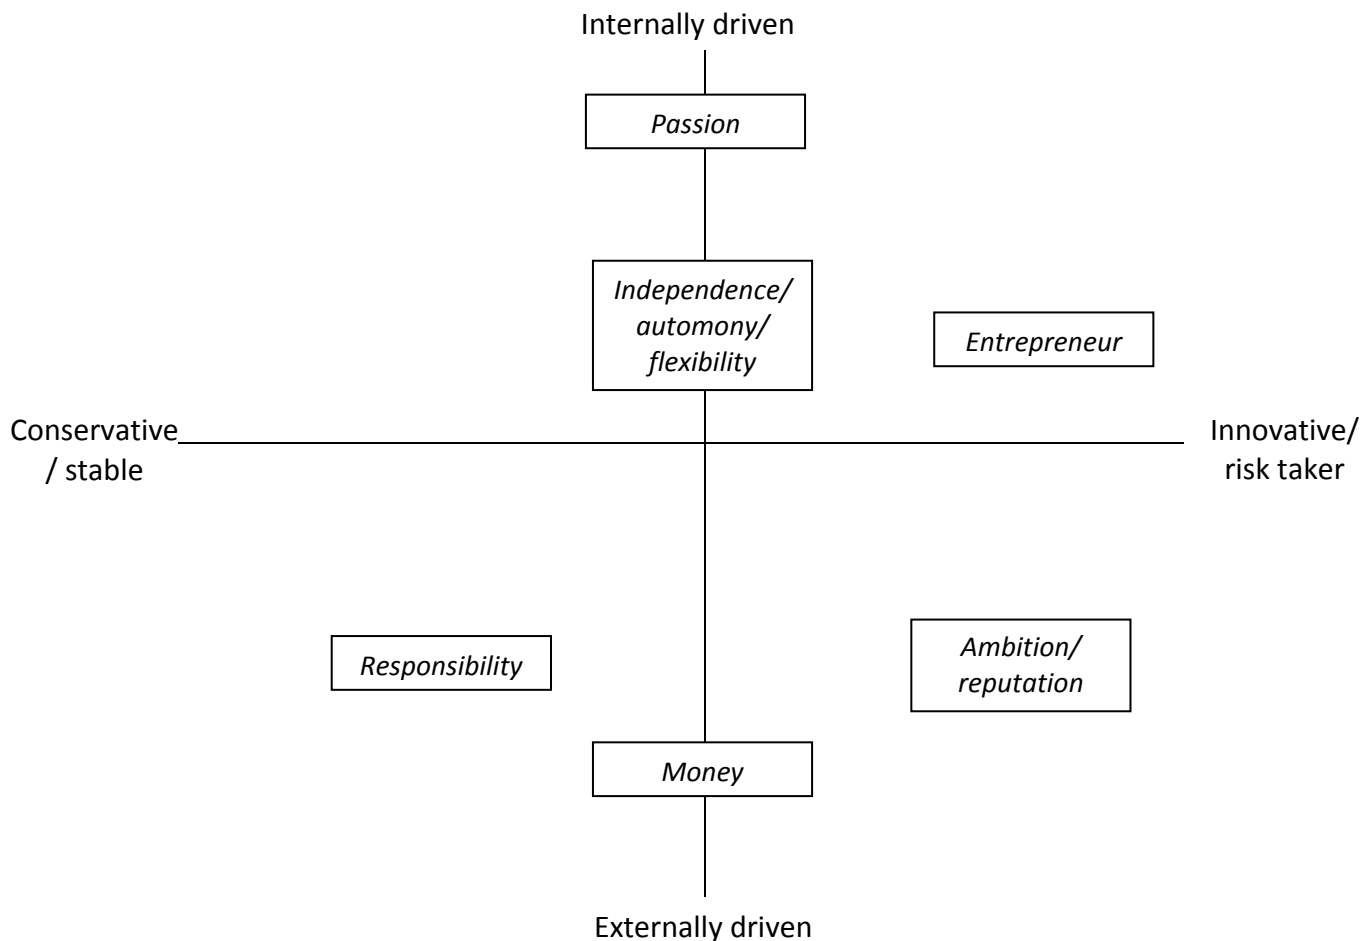 Internally driven
Passion
Independence/
automony/
flexibility
Entrepreneur
Conservative
/ stable
Innovative/
risk taker
Responsibility
Ambition/
reputation
Money
Externally driven